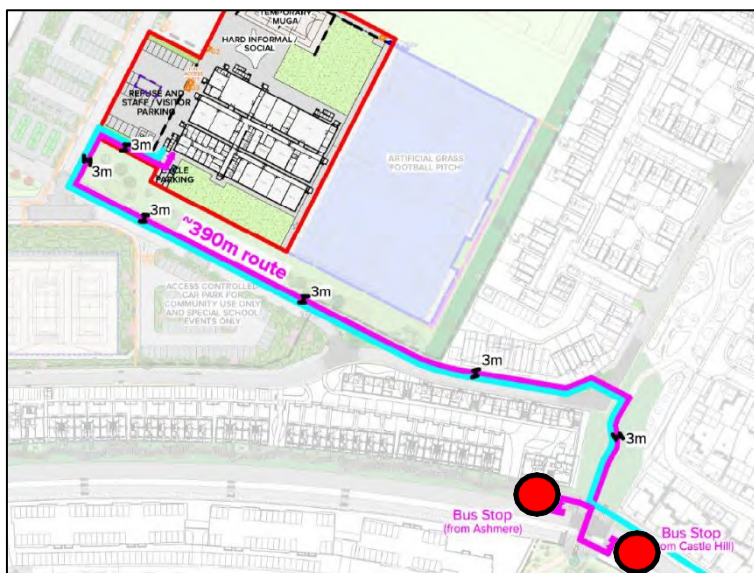 TEMPORARY
MUGA
HARD INFORMAL
SOCIAL
REFUSE AND
STAFF / VISITOR
PARKING
3m
3m
PARKING
3m
~390m route
ARTIFICIAL GRASS
FOOTBALL PITCH
3m
ACCESS CONTROLLED
CAR PARK FOR
COMMUNITY USE ONLY
AND SPECIAL SCHOOL
EVENTS ONLY
3m
3m
Bus Stop
(from Ashmere)
Bus Stop
Castle Hill)